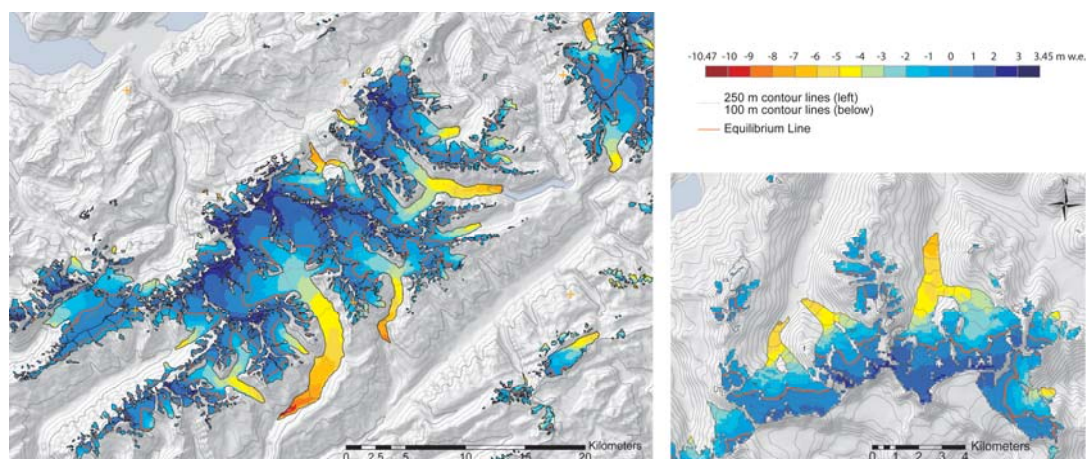 -10.47 -10 -9 -8 -7 -6 -5 -4 -3 -2 -1 0 1 2 3 3.45 m w.e.
250 m contour lines (left)
100 m contour lines (below)
Equilibrium Line
N
Kilometers
0 2.5 5 10 15 20
Kilometers
0 0.5 1 2 3 4